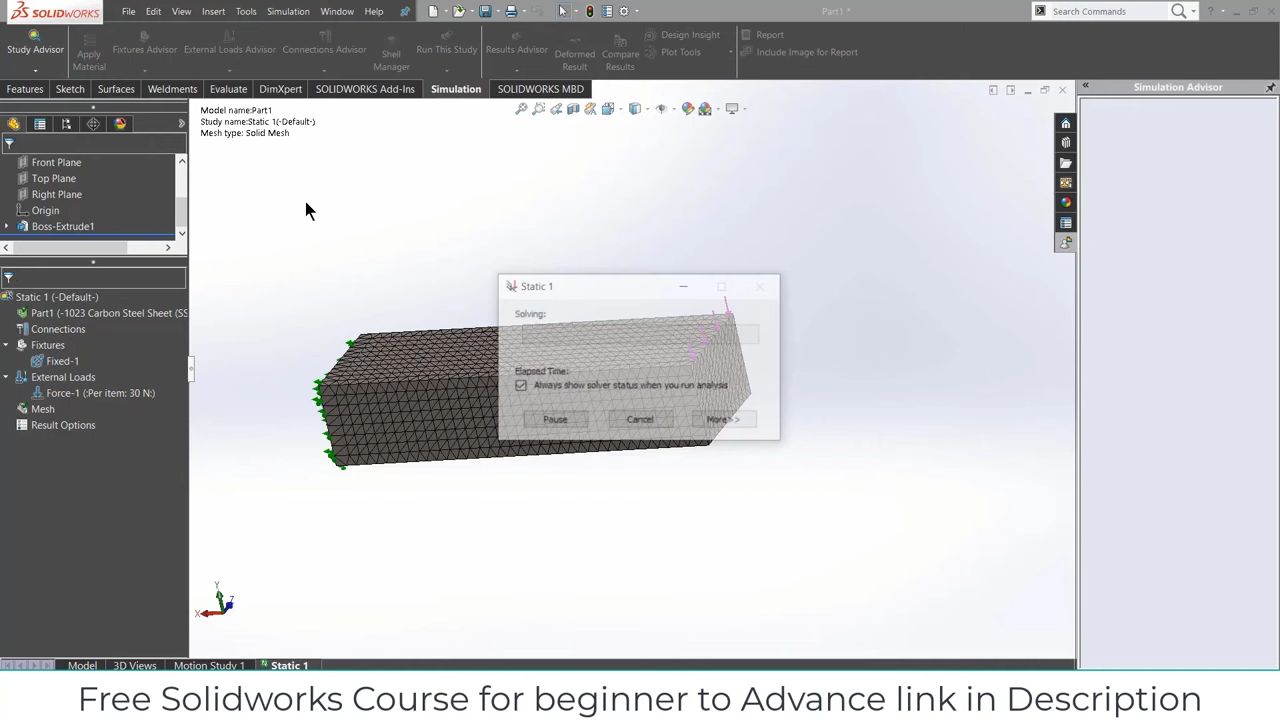 SOLIDWORKS
File Edit View Insert Tools Simulation Window Help
Part1 *
Search Commands
Study Advisor
Apply Material
Fixtures Advisor
External Loads Advisor
Connections Advisor
Shell Manager
Run This Study
Results Advisor
Deformed Result
Compare Results
Design Insight
Plot Tools
Report
Include Image for Report
Features Sketch Surfaces Weldments Evaluate DimXpert SOLIDWORKS Add-Ins Simulation SOLIDWORKS MBD
Simulation Advisor
Model name:Part1
Study name:Static 1(-Default-)
Mesh type: Solid Mesh
Front Plane
Top Plane
Right Plane
Origin
Boss-Extrude1
Static 1 (-Default-)
Part1 (-1023 Carbon Steel Sheet (SS
Connections
Fixtures
Fixed-1
External Loads
Force-1 (:Per item: 30 N:)
Mesh
Result Options
Static 1
Solving:
Elapsed Time:
Always show solver status when you run analysis
Pause Cancel More>>
Y
X
Z
Model 3D Views Motion Study 1 Static 1
Free Solidworks Course for beginner to Advance link in Description